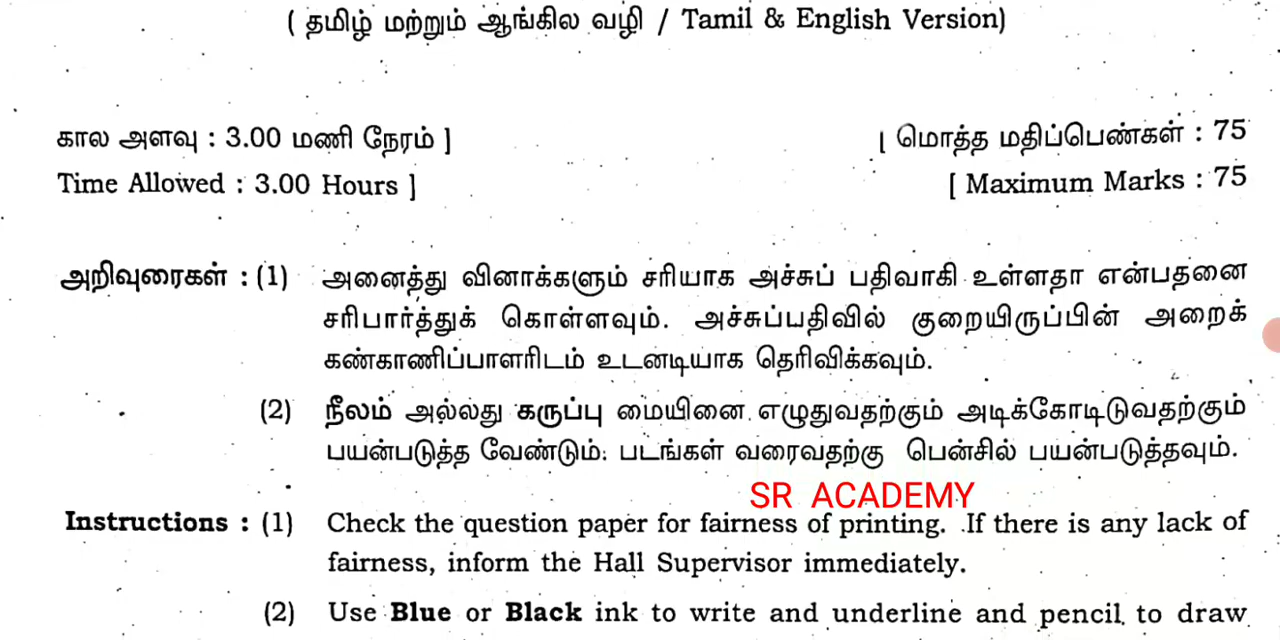 ( தமிழ் மற்றும் ஆங்கில வழி / Tamil & English Version)
கால அளவு : 3.00 மணி நேரம் ] [ மொத்த மதிப்பெண்கள் : 75
Time Allowed : 3.00 Hours ] [ Maximum Marks : 75
அறிவுரைகள் : (1) அனைத்து வினாக்களும் சரியாக அச்சுப் பதிவாகி உள்ளதா என்பதனை
சரிபார்த்துக் கொள்ளவும். அச்சுப்பதிவில் குறையிருப்பின் அறைக்
கண்காணிப்பாளரிடம் உடனடியாக தெரிவிக்கவும்.
(2) நீலம் அல்லது கருப்பு மையினை எழுதுவதற்கும் அடிக்கோடிடுவதற்கும்
பயன்படுத்த வேண்டும். படங்கள் வரைவதற்கு பென்சில் பயன்படுத்தவும்.
SR ACADEMY
Instructions : (1) Check the question paper for fairness of printing. If there is any lack of
fairness, inform the Hall Supervisor immediately.
(2) Use Blue or Black ink to write and underline and pencil to draw